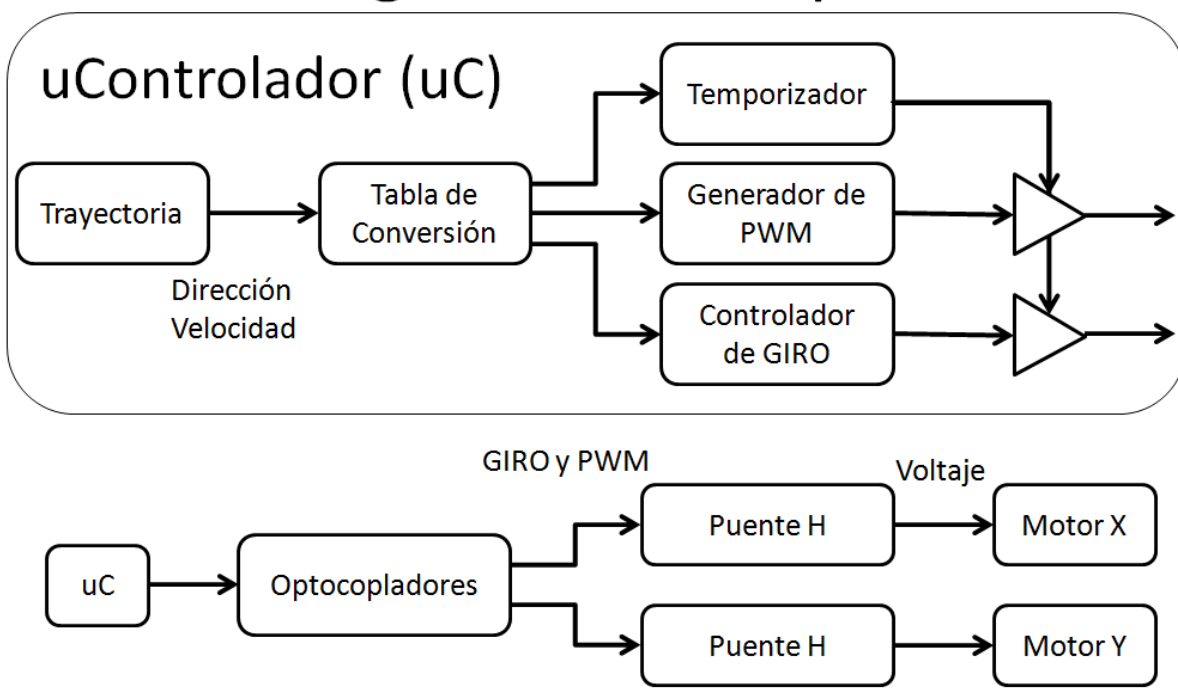 uControlador (uC)
Temporizador
Trayectoria
Tabla de
Conversión
Generador de
PWM
Dirección
Velocidad
Controlador
de GIRO
GIRO y PWM
Voltaje
Puente H
Motor X
uC
Optocopladores
Puente H
Motor Y